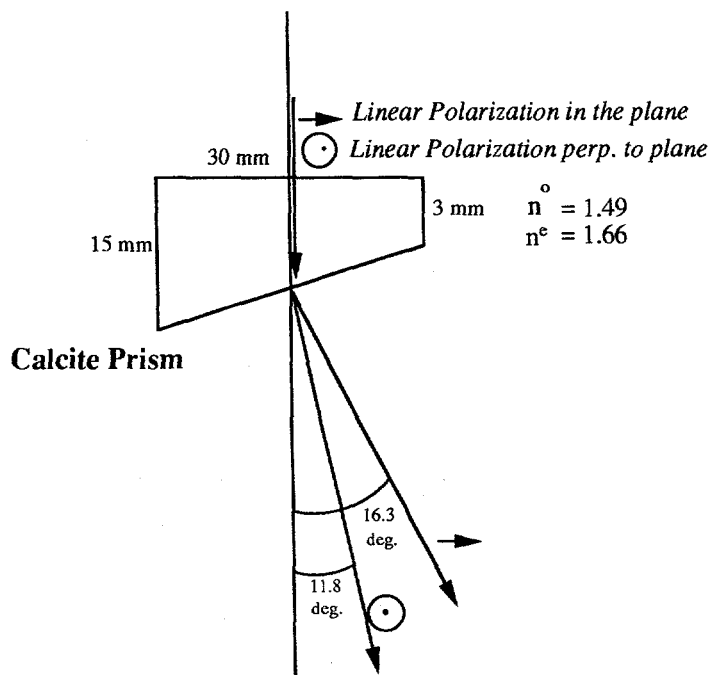 Linear Polarization in the plane
Linear Polarization perp. to plane
30 mm
3 mm
n^o = 1.49
n^e = 1.66
15 mm
Calcite Prism
16.3
deg.
11.8
deg.